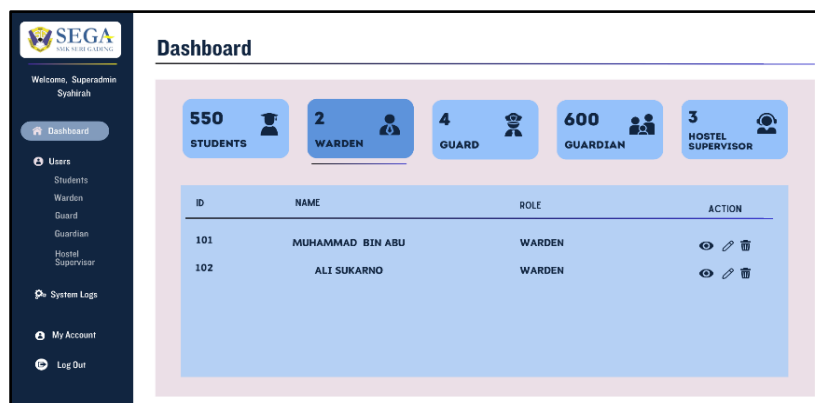 SEGA
SMK SERI GADING
Welcome, Superadmin
Syahirah
Dashboard
Users
Students
Warden
Guard
Guardian
Hostel
Supervisor
System Logs
My Account
Log Out
Dashboard
550
STUDENTS
2
WARDEN
4
GUARD
600
GUARDIAN
3
HOSTEL
SUPERVISOR
ID NAME ROLE ACTION
101 MUHAMMAD BIN ABU WARDEN
102 ALI SUKARNO WARDEN